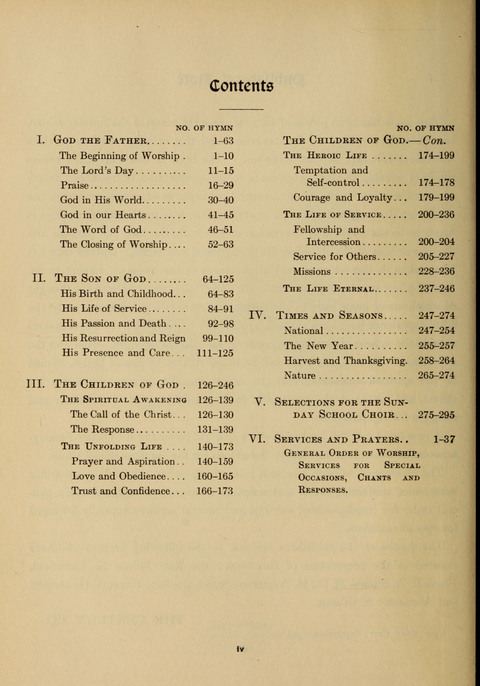 Contents
NO. OF HYMN
I. GOD THE FATHER........ 1–63
The Beginning of Worship . 1–10
The Lord's Day.......... 11–15
Praise.................. 16–29
God in His World......... 30–40
God in our Hearts........ 41–45
The Word of God......... 46–51
The Closing of Worship.... 52–63
II. THE SON OF GOD........ 64–125
His Birth and Childhood... 64–83
His Life of Service........ 84–91
His Passion and Death.... 92–98
His Resurrection and Reign 99–110
His Presence and Care... 111–125
III. THE CHILDREN OF GOD . 126–246
THE SPIRITUAL AWAKENING 126–139
The Call of the Christ... 126–130
The Response.......... 131–139
THE UNFOLDING LIFE .... 140–173
Prayer and Aspiration.. 140–159
Love and Obedience.... 160–165
Trust and Confidence... 166–173
NO. OF HYMN
THE CHILDREN OF GOD.—Con.
THE HEROIC LIFE ....... 174–199
Temptation and
Self-control......... 174–178
Courage and Loyalty... 179–199
THE LIFE OF SERVICE..... 200–236
Fellowship and
Intercession......... 200–204
Service for Others...... 205–227
Missions .............. 228–236
THE LIFE ETERNAL....... 237–246
IV. TIMES AND SEASONS..... 247–274
National ................ 247–254
The New Year.......... 255–257
Harvest and Thanksgiving. 258–264
Nature ................. 265–274
V. SELECTIONS FOR THE SUN-
DAY SCHOOL CHOIR... 275–295
VI. SERVICES AND PRAYERS.. 1–37
GENERAL ORDER OF WORSHIP,
SERVICES FOR SPECIAL
OCCASIONS, CHANTS AND
RESPONSES.
iv